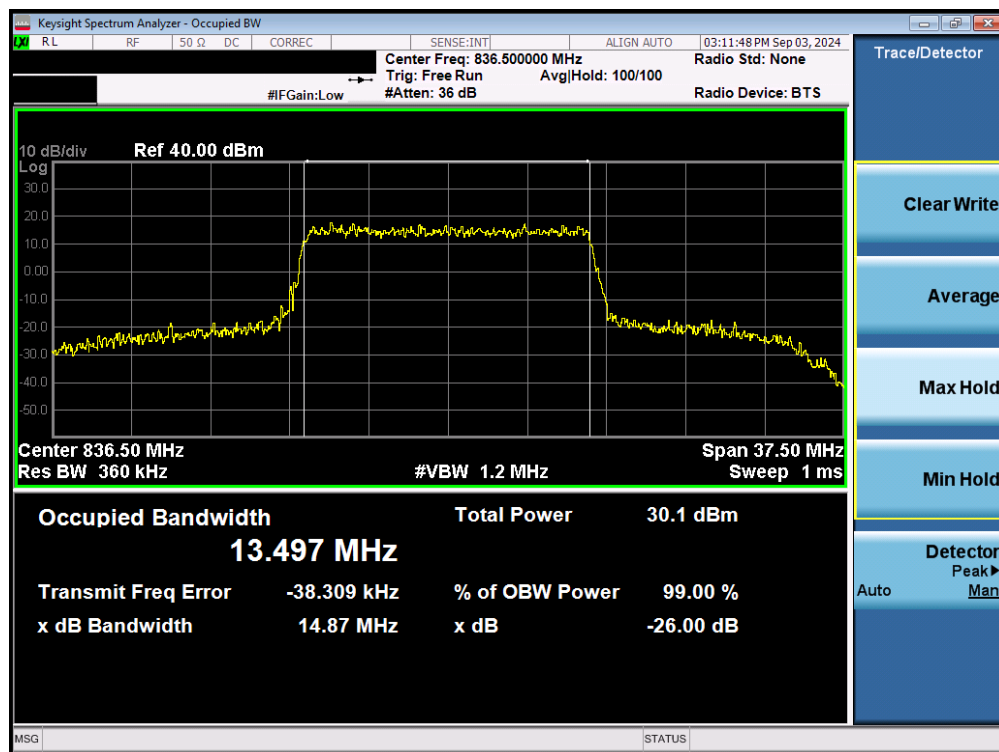 Keysight Spectrum Analyzer - Occupied BW
LXI RL RF 50 Ω DC CORREC SENSE:INT ALIGN AUTO 03:11:48 PM Sep 03, 2024
Center Freq: 836.500000 MHz Radio Std: None
Trig: Free Run Avg|Hold: 100/100
#IFGain:Low #Atten: 36 dB Radio Device: BTS
10 dB/div Ref 40.00 dBm
Log
30.0
20.0
10.0
0.00
-10.0
-20.0
-30.0
-40.0
-50.0
Center 836.50 MHz Span 37.50 MHz
Res BW 360 kHz #VBW 1.2 MHz Sweep 1 ms
Occupied Bandwidth Total Power 30.1 dBm
13.497 MHz
Transmit Freq Error -38.309 kHz % of OBW Power 99.00 %
x dB Bandwidth 14.87 MHz x dB -26.00 dB
MSG STATUS
Trace/Detector
Clear Write
Average
Max Hold
Min Hold
Detector
Peak▶
Auto Man